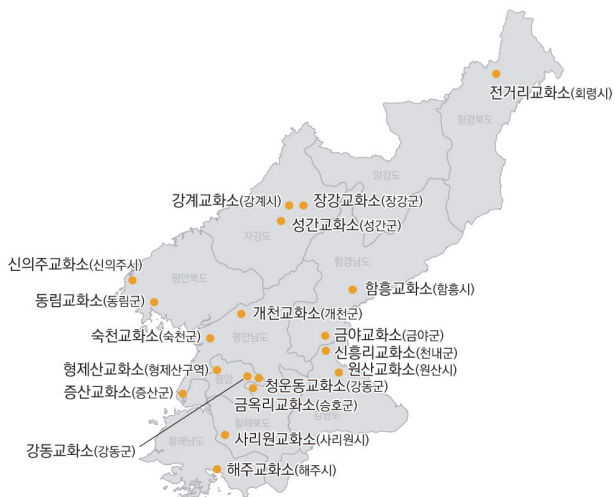 전거리교화소(회령시)
함경북도
양강도
강계교화소(강계시)
장강교화소(장강군)
성간교화소(성간군)
자강도
함경남도
신의주교화소(신의주시)
평안북도
함흥교화소(함흥시)
동림교화소(동림군)
개천교화소(개천군)
숙천교화소(숙천군)
평안남도
금야교화소(금야군)
신흥리교화소(천내군)
형제산교화소(형제산구역)
원산교화소(원산시)
평양
청운동교화소(강동군)
증산교화소(증산군)
금옥리교화소(승호군)
강원도
황해북도
강동교화소(강동군)
황해남도
사리원교화소(사리원시)
해주교화소(해주시)